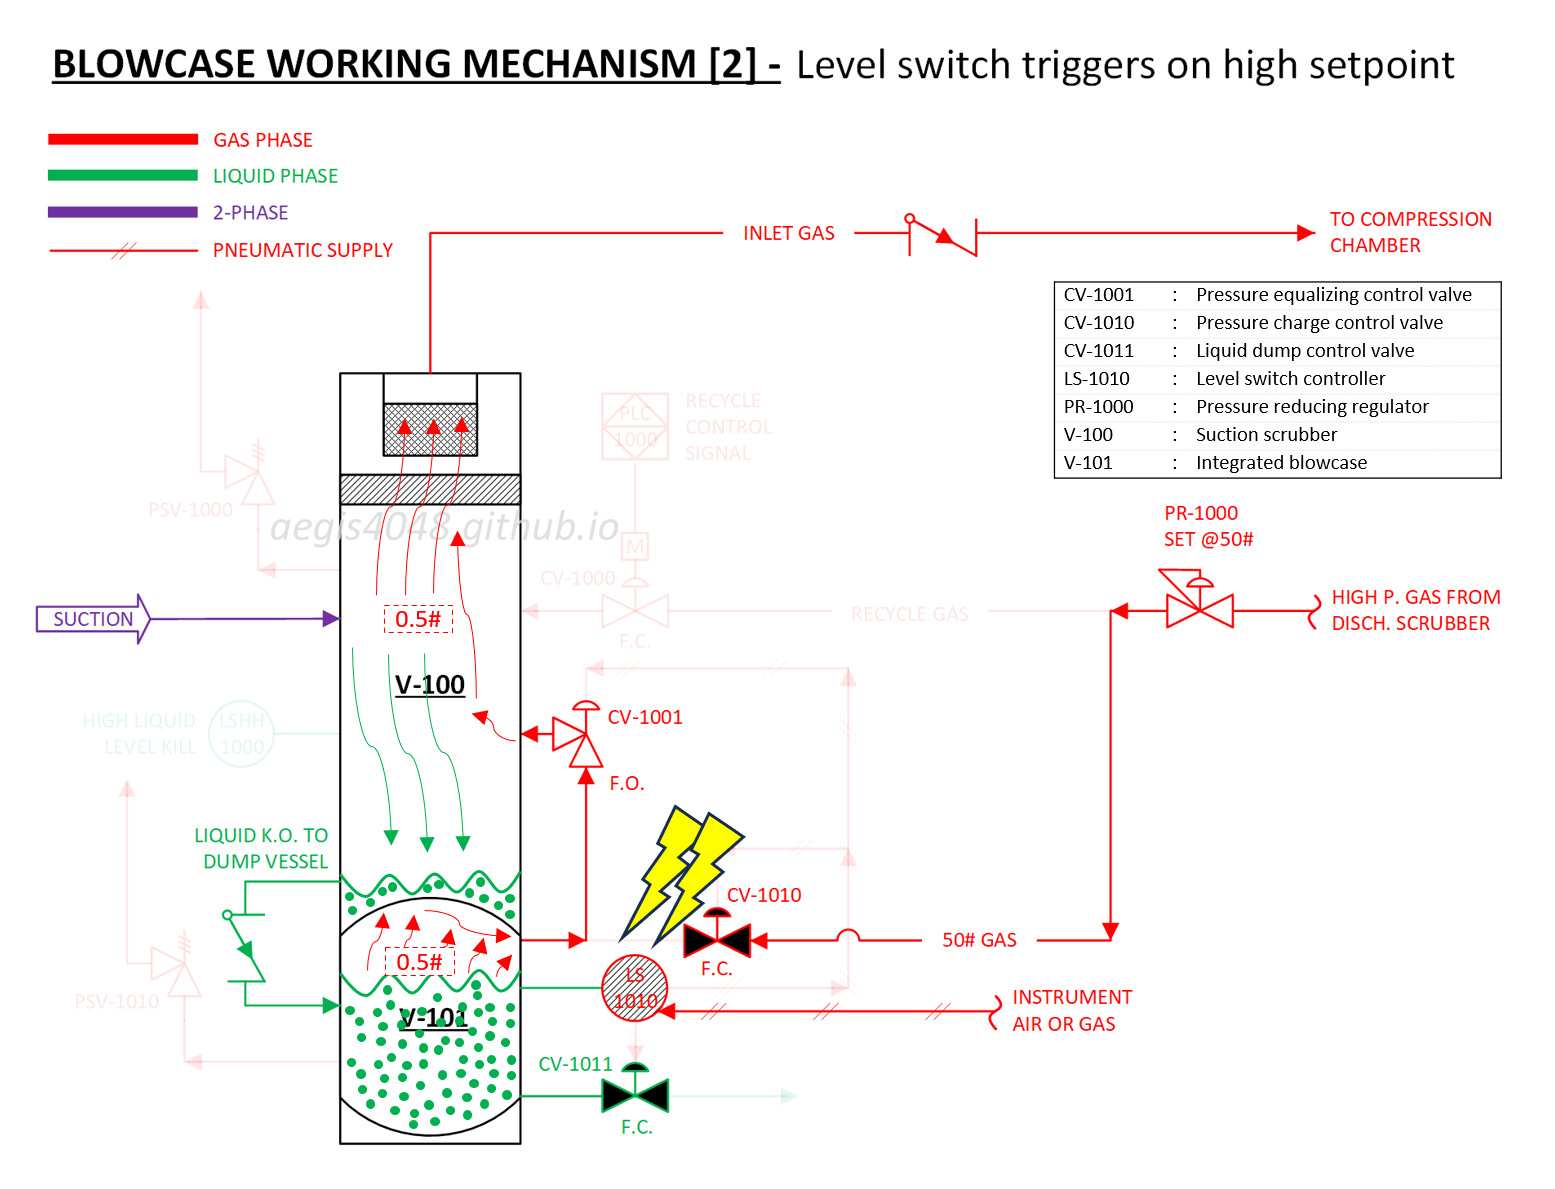 BLOWCASE WORKING MECHANISM [2] - Level switch triggers on high setpoint
GAS PHASE
LIQUID PHASE
2-PHASE
PNEUMATIC SUPPLY
INLET GAS
TO COMPRESSION
CHAMBER
CV-1001 : Pressure equalizing control valve
CV-1010 : Pressure charge control valve
CV-1011 : Liquid dump control valve
LS-1010 : Level switch controller
PR-1000 : Pressure reducing regulator
V-100 : Suction scrubber
V-101 : Integrated blowcase
PLC
1000
RECYCLE
CONTROL
SIGNAL
PSV-1000
aegis4048.github.io
M
CV-1000
F.C.
RECYCLE GAS
PR-1000
SET @50#
HIGH P. GAS FROM
DISCH. SCRUBBER
SUCTION
0.5#
V-100
HIGH LIQUID
LEVEL KILL
LSHH
1000
CV-1001
F.O.
LIQUID K.O. TO
DUMP VESSEL
CV-1010
F.C.
50# GAS
0.5#
PSV-1010
V-101
LS
1010
INSTRUMENT
AIR OR GAS
CV-1011
F.C.